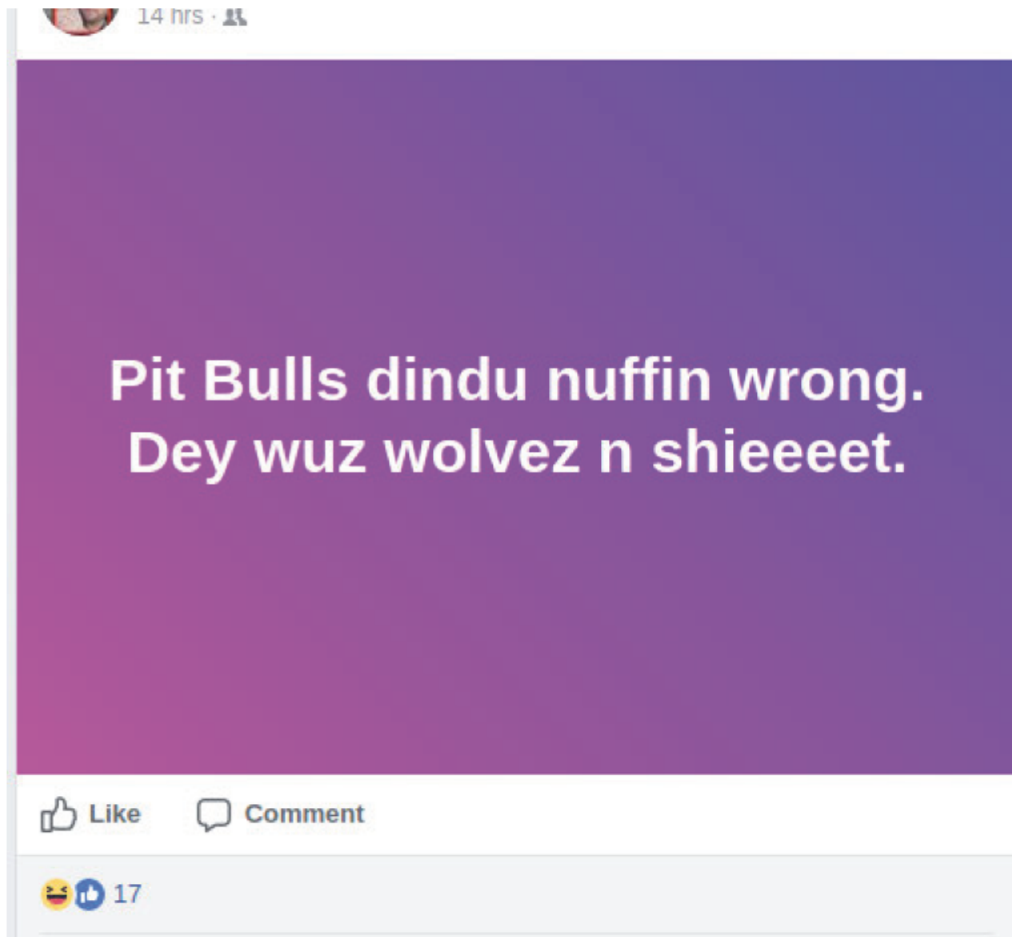 14 hrs ·
Pit Bulls dindu nuffin wrong.
Dey wuz wolvez n shieeeet.
Like Comment
17